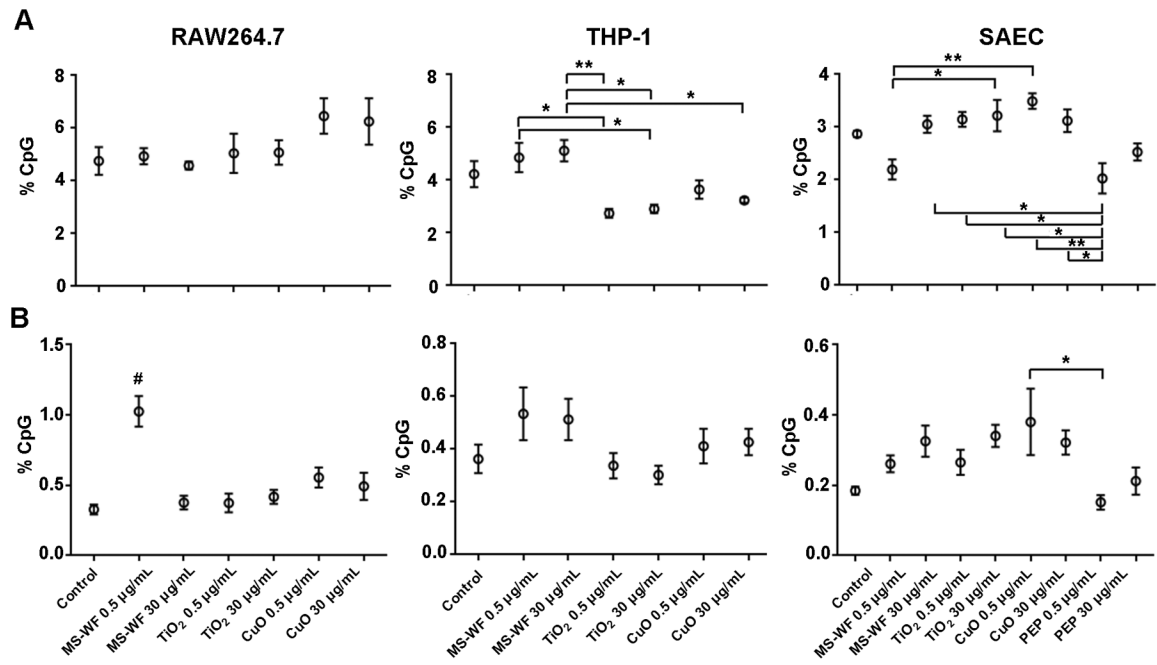 A
RAW264.7
THP-1
SAEC
% CpG
8
6
4
2
0
% CpG
8
6
4
2
0
**
*
*
*
*
% CpG
4
3
2
1
0
**
*
*
*
*
**
*
B
% CpG
1.5
1.0
0.5
0.0
#
% CpG
0.8
0.6
0.4
0.2
0.0
% CpG
0.6
0.4
0.2
0.0
*
Control
MS-WF 0.5 µg/mL
MS-WF 30 µg/mL
TiO₂ 0.5 µg/mL
TiO₂ 30 µg/mL
CuO 0.5 µg/mL
CuO 30 µg/mL
Control
MS-WF 0.5 µg/mL
MS-WF 30 µg/mL
TiO₂ 0.5 µg/mL
TiO₂ 30 µg/mL
CuO 0.5 µg/mL
CuO 30 µg/mL
Control
MS-WF 0.5 µg/mL
MS-WF 30 µg/mL
TiO₂ 0.5 µg/mL
TiO₂ 30 µg/mL
CuO 0.5 µg/mL
CuO 30 µg/mL
PEP 0.5 µg/mL
PEP 30 µg/mL